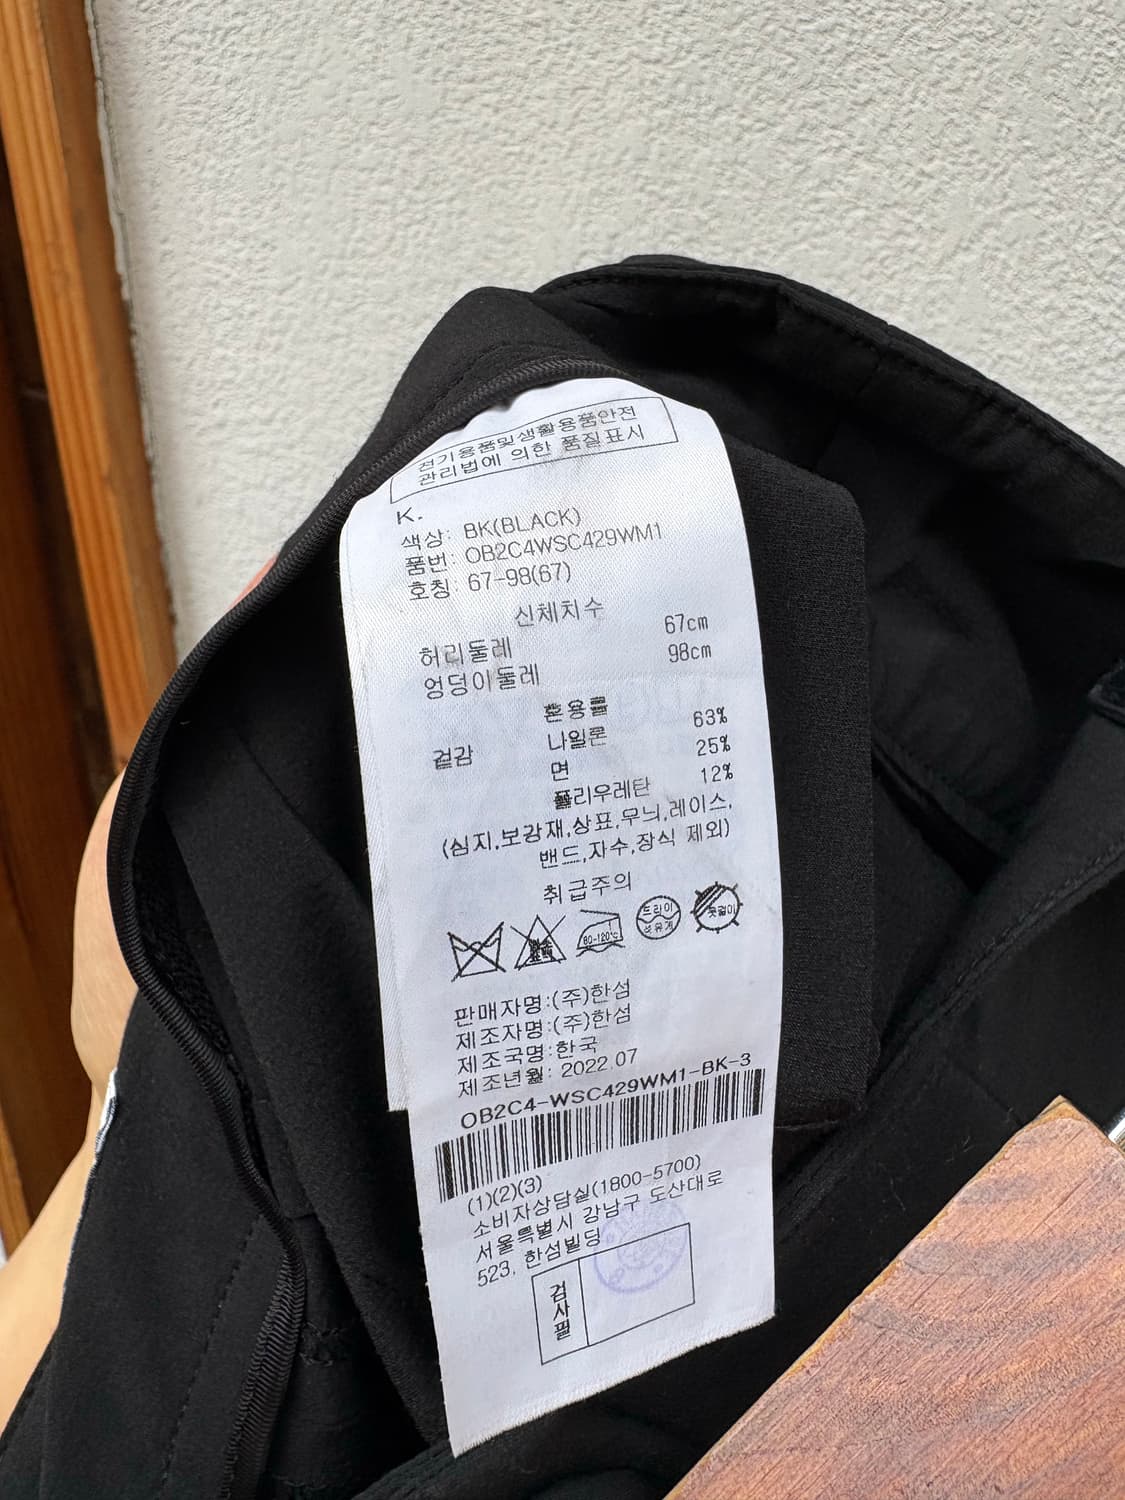 전기용품및생활용품안전
관리법에 의한 품질표시
K.
색상: BK(BLACK)
품번: OB2C4WSC429WM1
호칭: 67-98(67)
신체치수
허리둘레 67cm
엉덩이둘레 98cm
혼용률
겉감 나일론 63%
면 25%
폴리우레탄 12%
(심지,보강재,상표,무늬,레이스,
밴드,자수,장식 제외)
취급주의
염소 표백
80-120℃
드라이
석유계
옷걸이
판매자명:(주)한섬
제조자명:(주)한섬
제조국명:한국
제조년월: 2022.07
OB2C4-WSC429WM1-BK-3
(1)(2)(3)
소비자상담실(1800-5700)
서울특별시 강남구 도산대로
523, 한섬빌딩
검사필